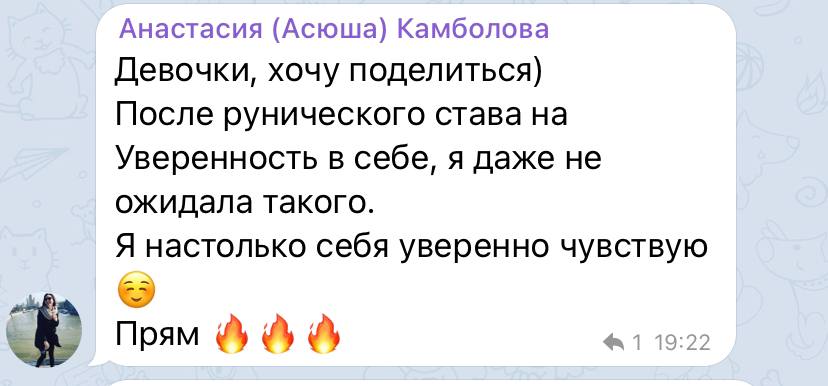 Анастасия (Асюша) Камболова
Девочки, хочу поделиться)
После рунического става на
Уверенность в себе, я даже не
ожидала такого.
Я настолько себя уверенно чувствую
☺️
Прям 🔥🔥🔥
1 19:22